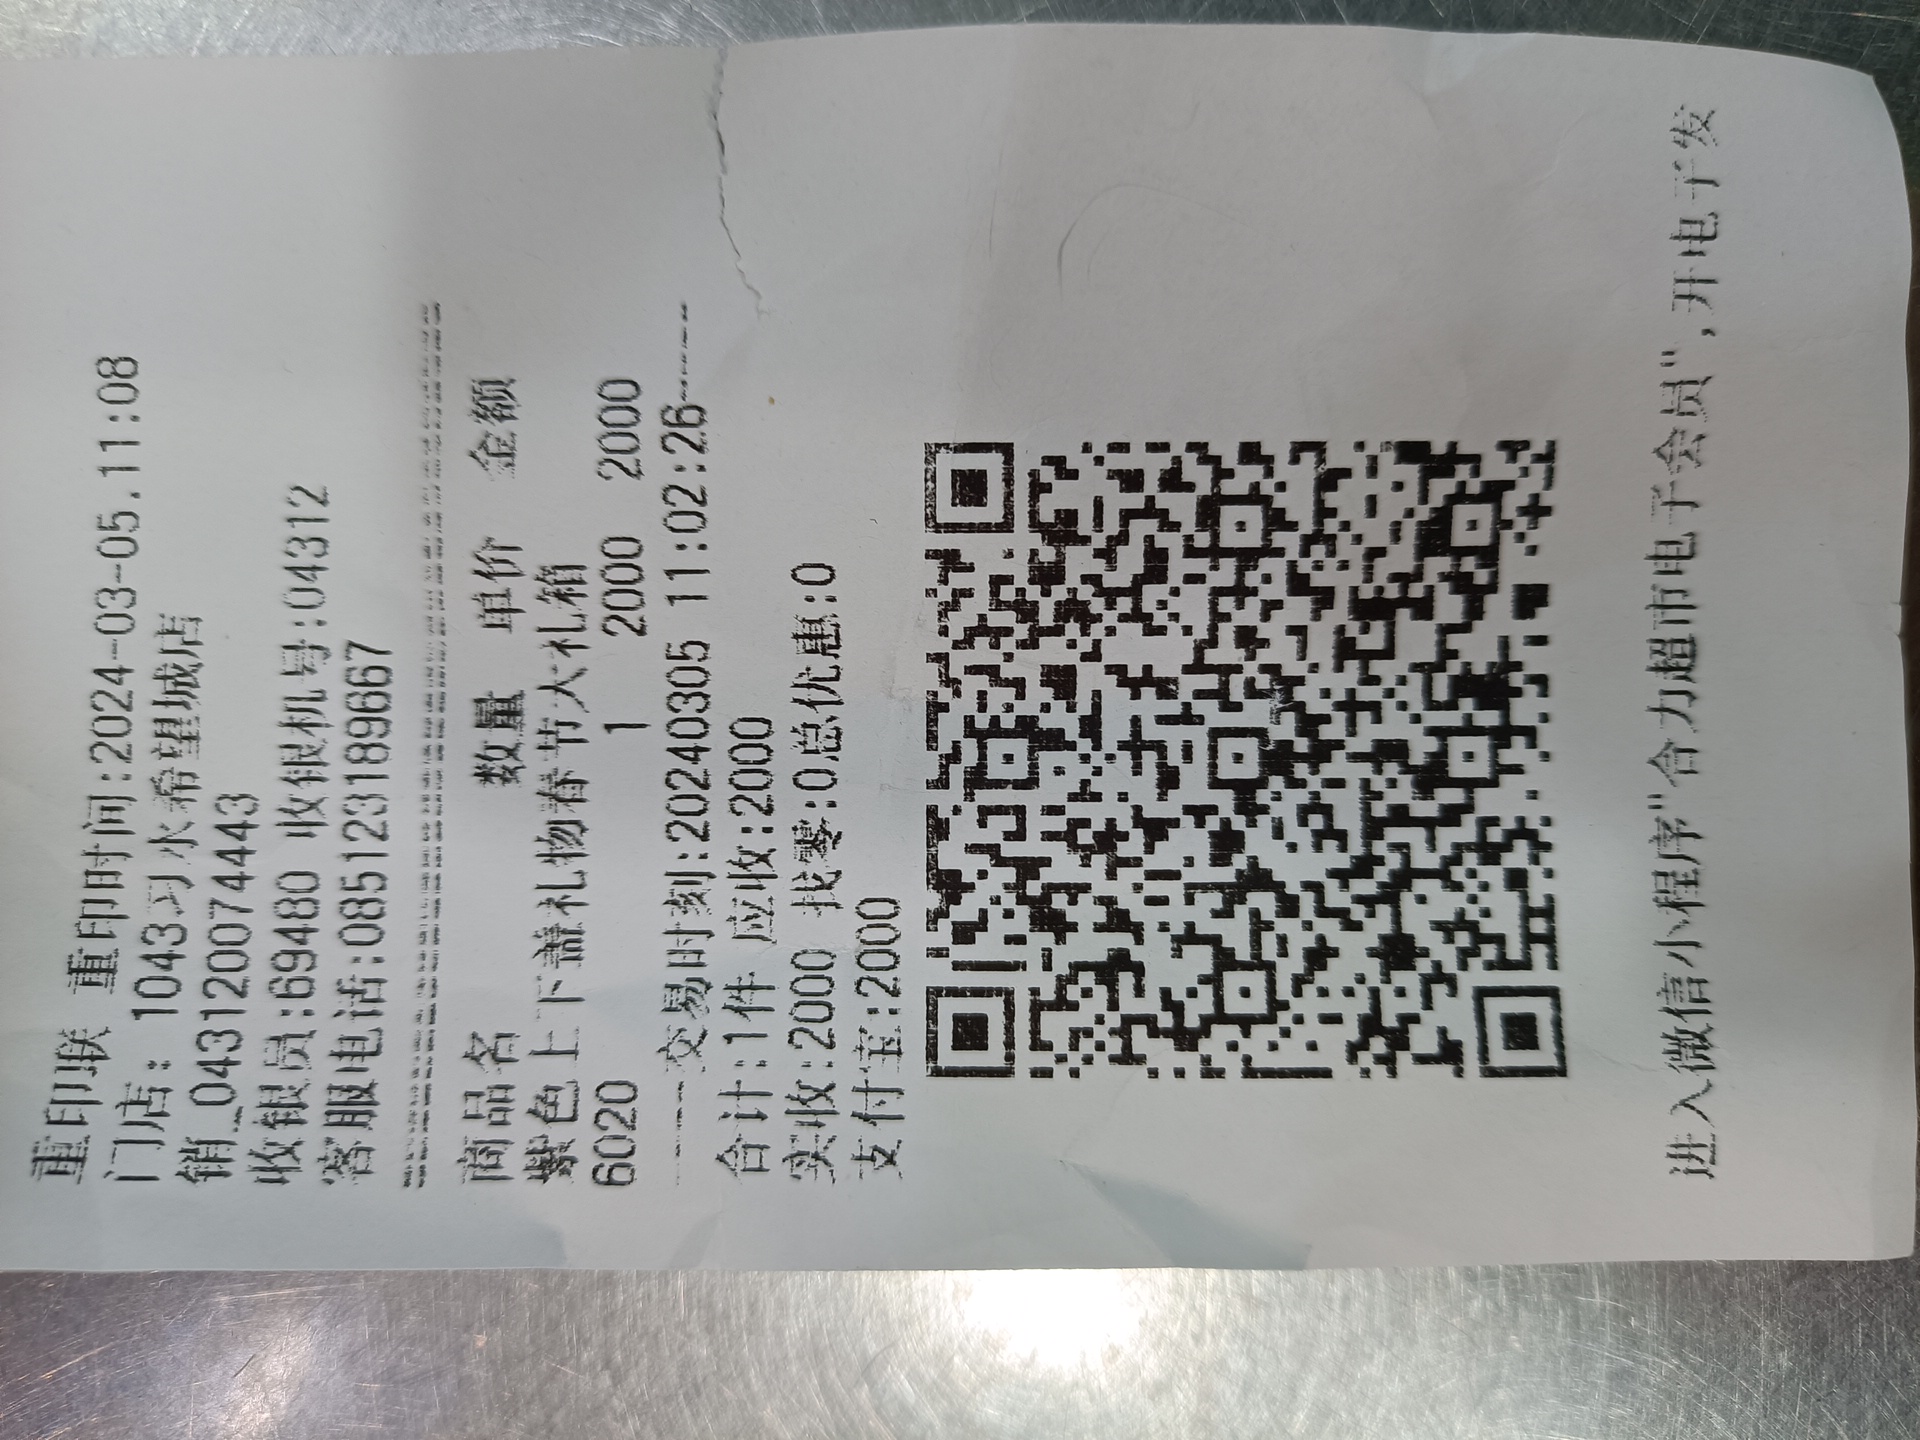 重印联  重印时间:2024-03-05.11:08
门店: 1043习水希望城店
销_0431200744443
收银员:69480 收银机号:04312
客服电话:085123189667
商品名          数量   单价   金额
紫色上下盖礼物春节大礼箱
6020            1    2000   2000
----交易时刻:20240305 11:02:26----
合计:1件 应收:2000
实收:2000 找零:0总优惠:0
支付宝:2000
进入微信小程序"合力超市电子会员",开电子发